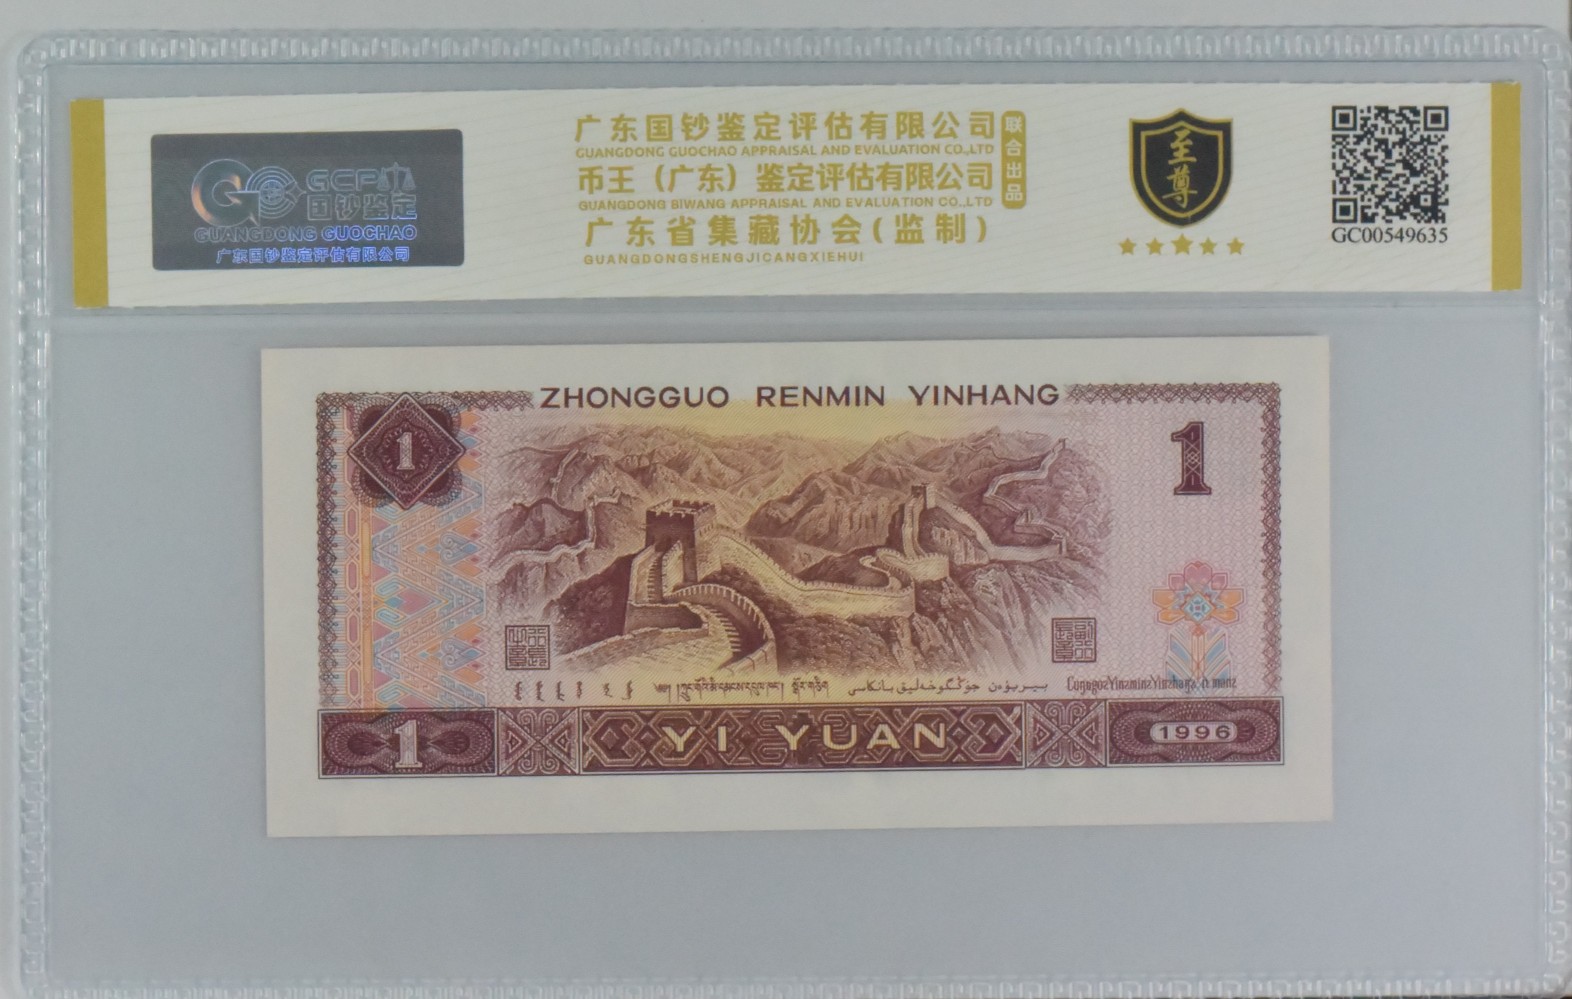 GCP
国钞鉴定
GUANGDONG GUOCHAO
广东国钞鉴定评估有限公司
广东国钞鉴定评估有限公司
GUANGDONG GUOCHAO APPRAISAL AND EVALUATION CO.,LTD
币王（广东）鉴定评估有限公司
GUANGDONG BIWANG APPRAISAL AND EVALUATION CO.,LTD
联合出品
广东省集藏协会(监制)
GUANGDONGSHENGJICANGXIEHUI
至尊
GC00549635
ZHONGGUO RENMIN YINHANG
1
1
1
YI YUAN
1996